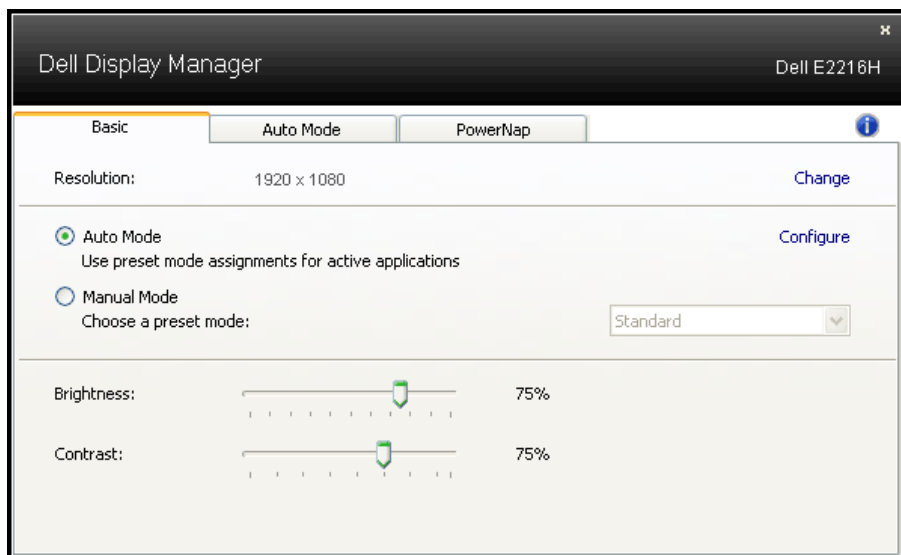 x
Dell Display Manager
Dell E2216H
Basic
Auto Mode
PowerNap
i
Resolution:
1920 x 1080
Change
Auto Mode
Configure
Use preset mode assignments for active applications
Manual Mode
Choose a preset mode:
Standard
Brightness:
75%
Contrast:
75%